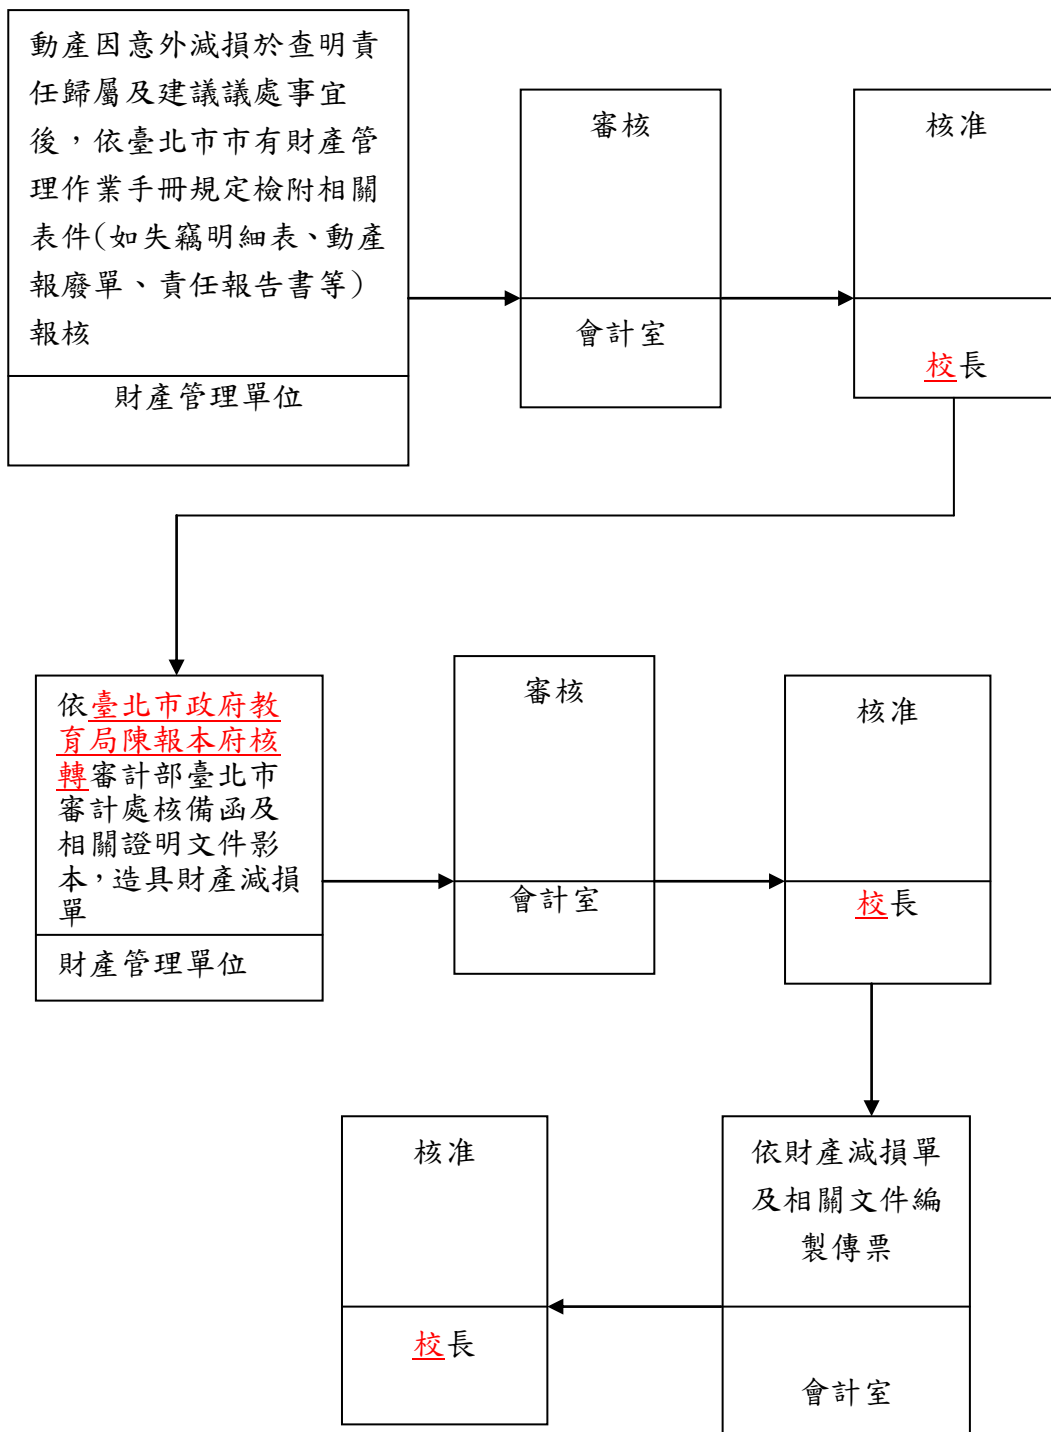 動產因意外減損於查明責
任歸屬及建議議處事宜
後，依臺北市市有財產管
理作業手冊規定檢附相關
表件(如失竊明細表、動產
報廢單、責任報告書等)
報核
財產管理單位
審核
會計室
核准
校長
依臺北市政府教
育局陳報本府核
轉審計部臺北市
審計處核備函及
相關證明文件影
本，造具財產減損
單
財產管理單位
審核
會計室
核准
校長
依財產減損單
及相關文件編
製傳票
會計室
核准
校長